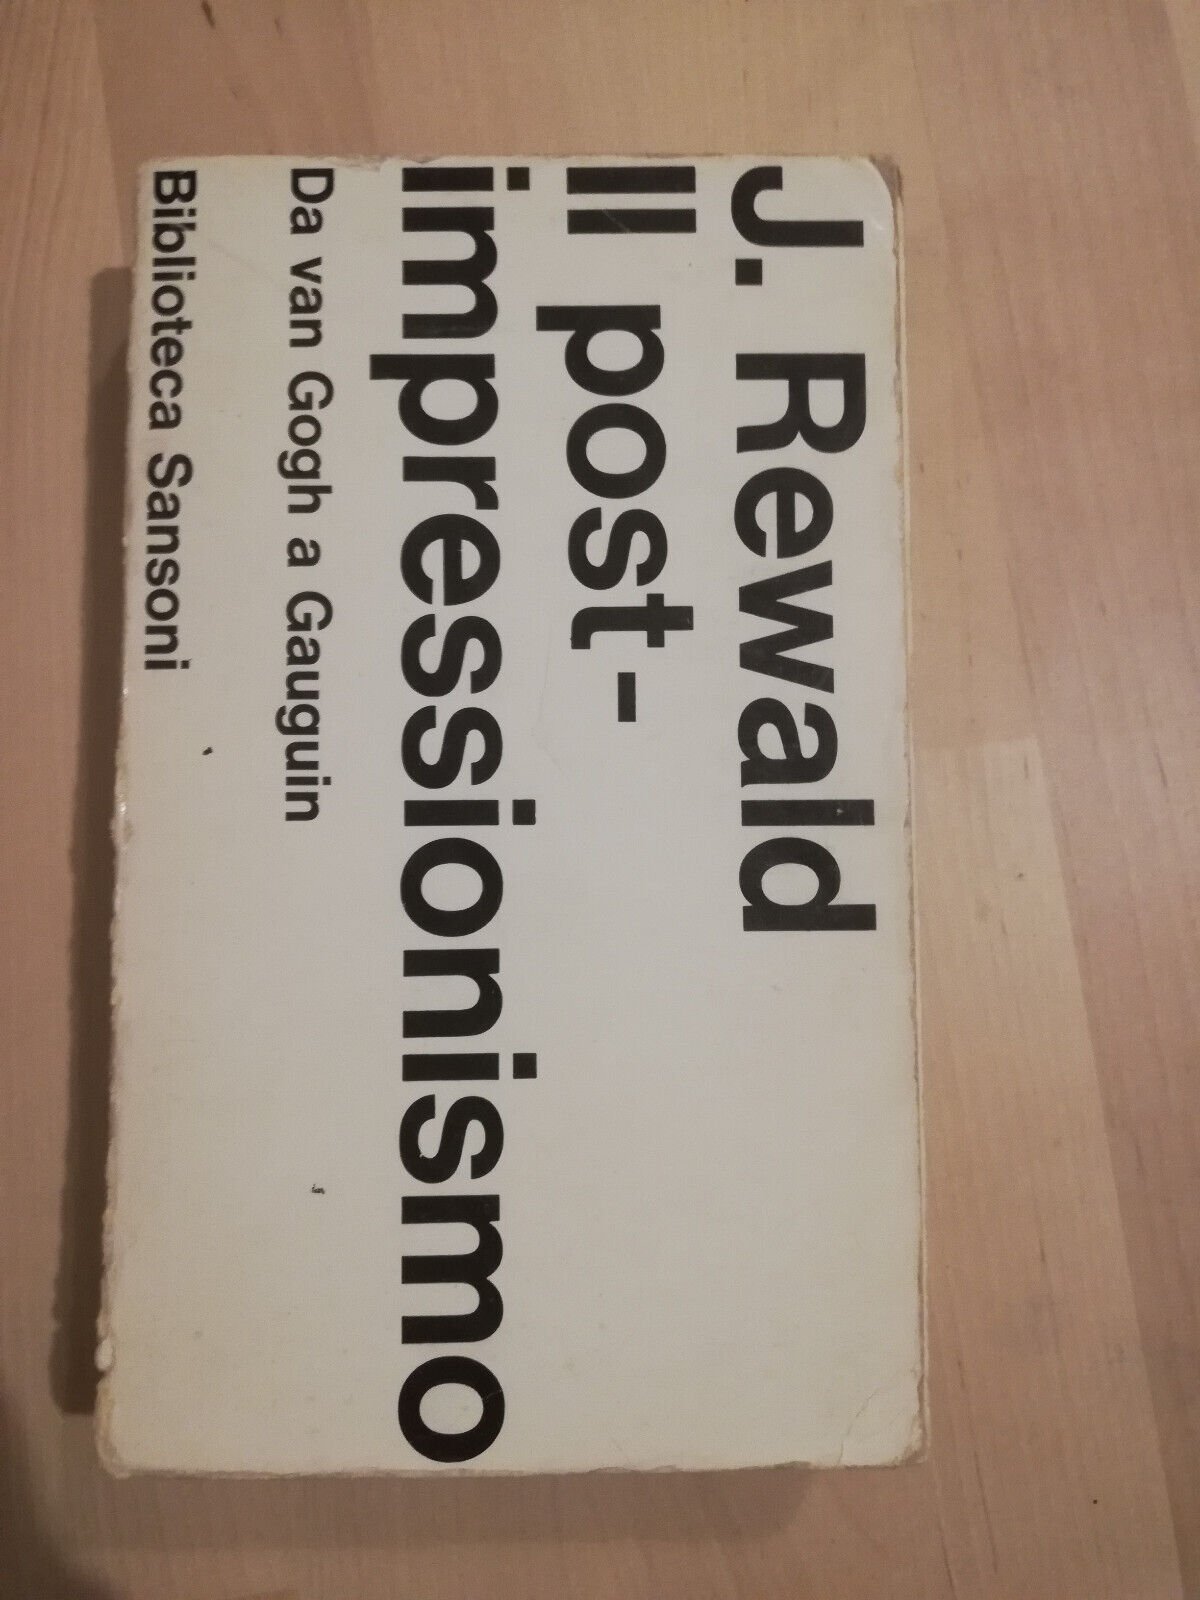 J. Rewald
Il post-
impressionismo
Da van Gogh a Gauguin
Biblioteca Sansoni